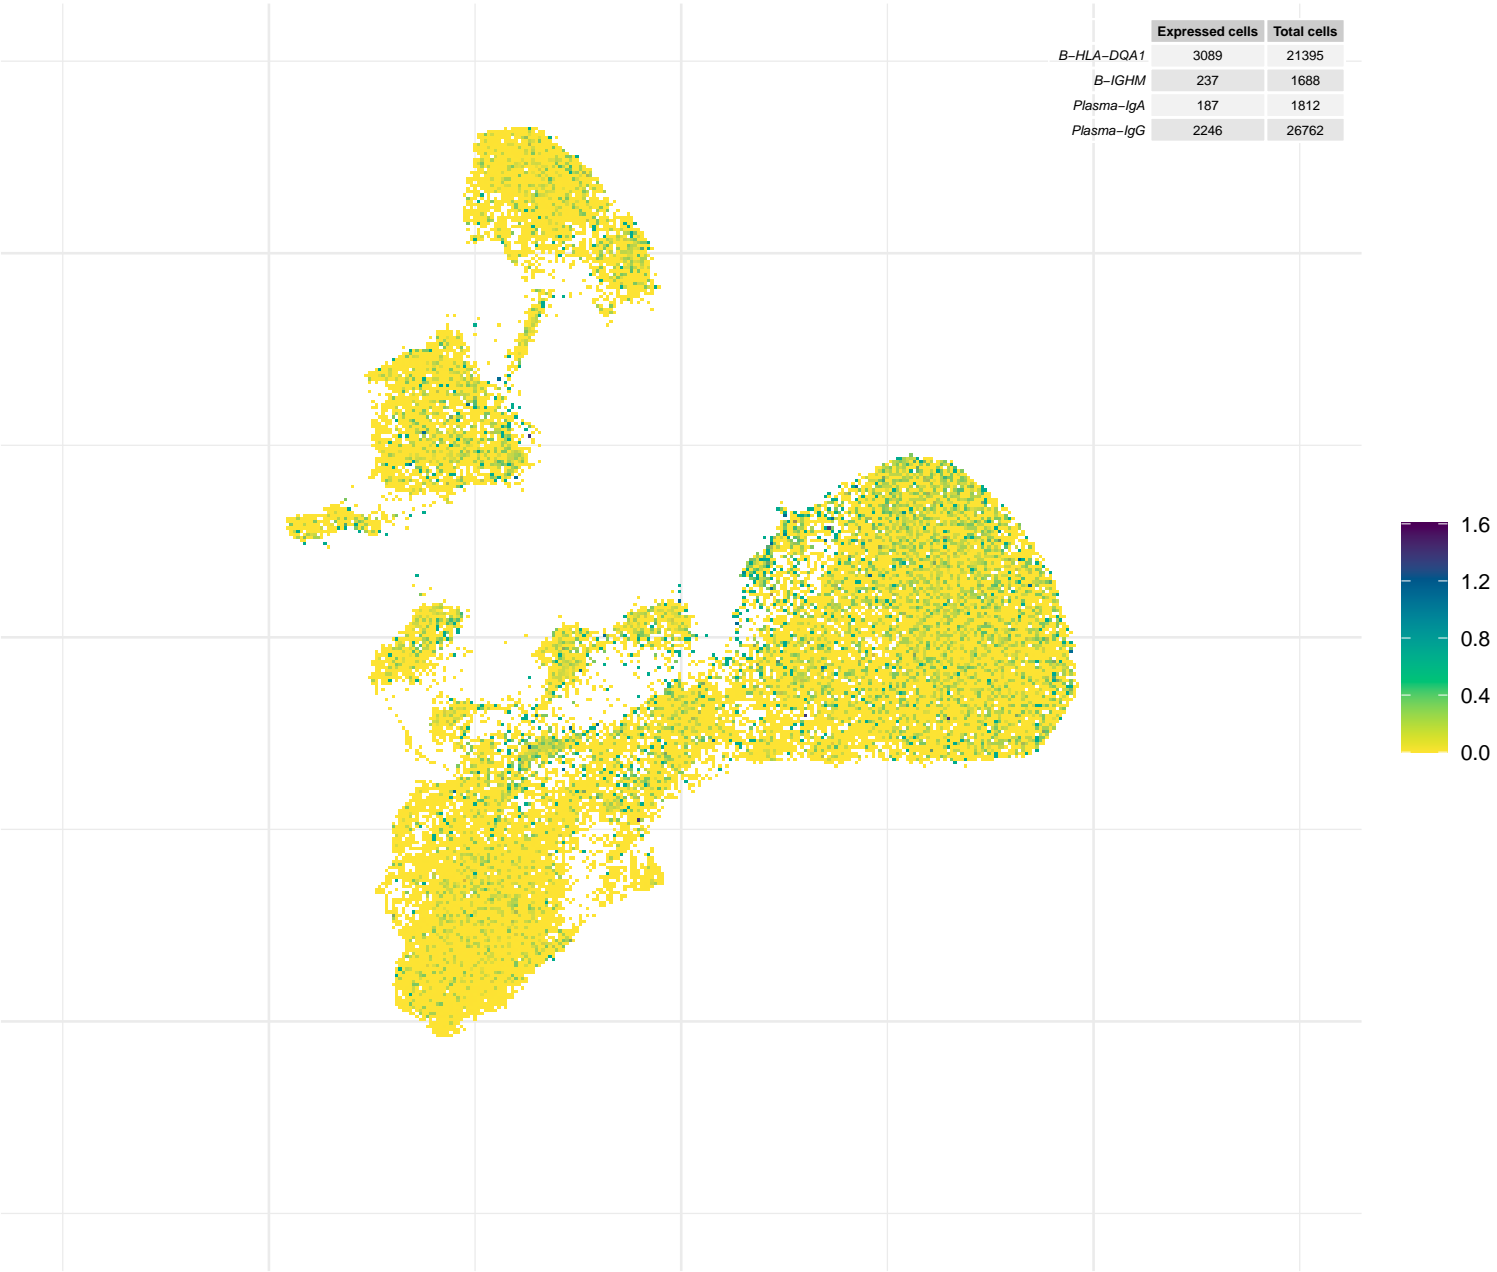 Expressed cells Total cells
B−HLA−DQA1 3089 21395
B−IGHM 237 1688
Plasma−IgA 187 1812
Plasma−IgG 2246 26762
1.6
1.2
0.8
0.4
0.0